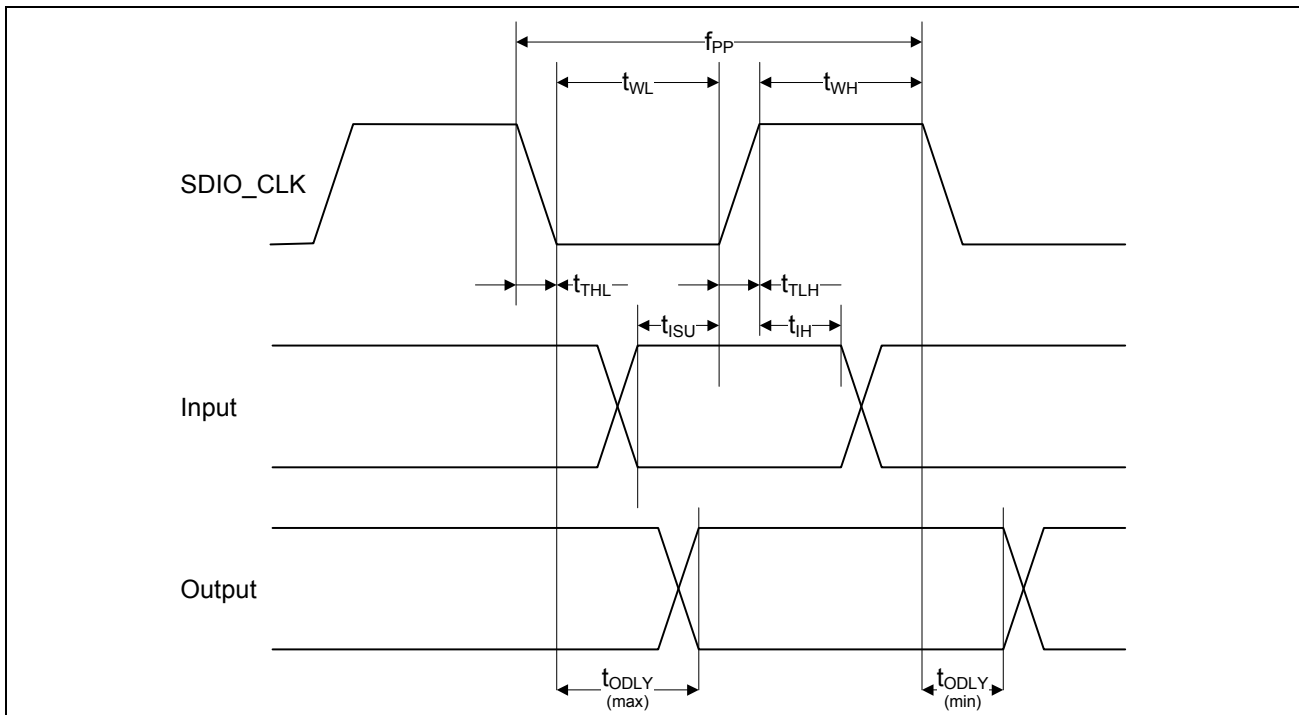 fPP
tWL
tWH
SDIO_CLK
tTHL
tTLH
tISU
tIH
Input
Output
tODLY
(max)
tODLY
(min)